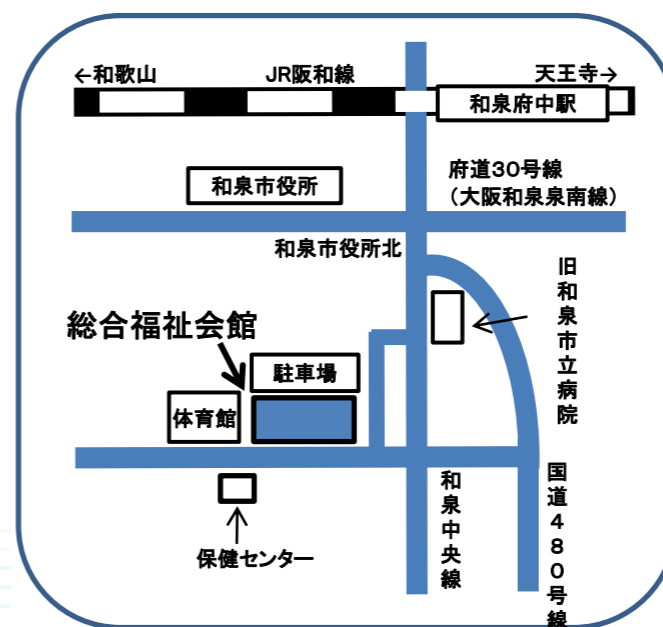 ←和歌山
JR阪和線
天王寺→
和泉府中駅
和泉市役所
府道30号線
（大阪和泉泉南線）
和泉市役所北
旧和泉市立病院
総合福祉会館
駐車場
体育館
保健センター
和泉中央線
国道480号線